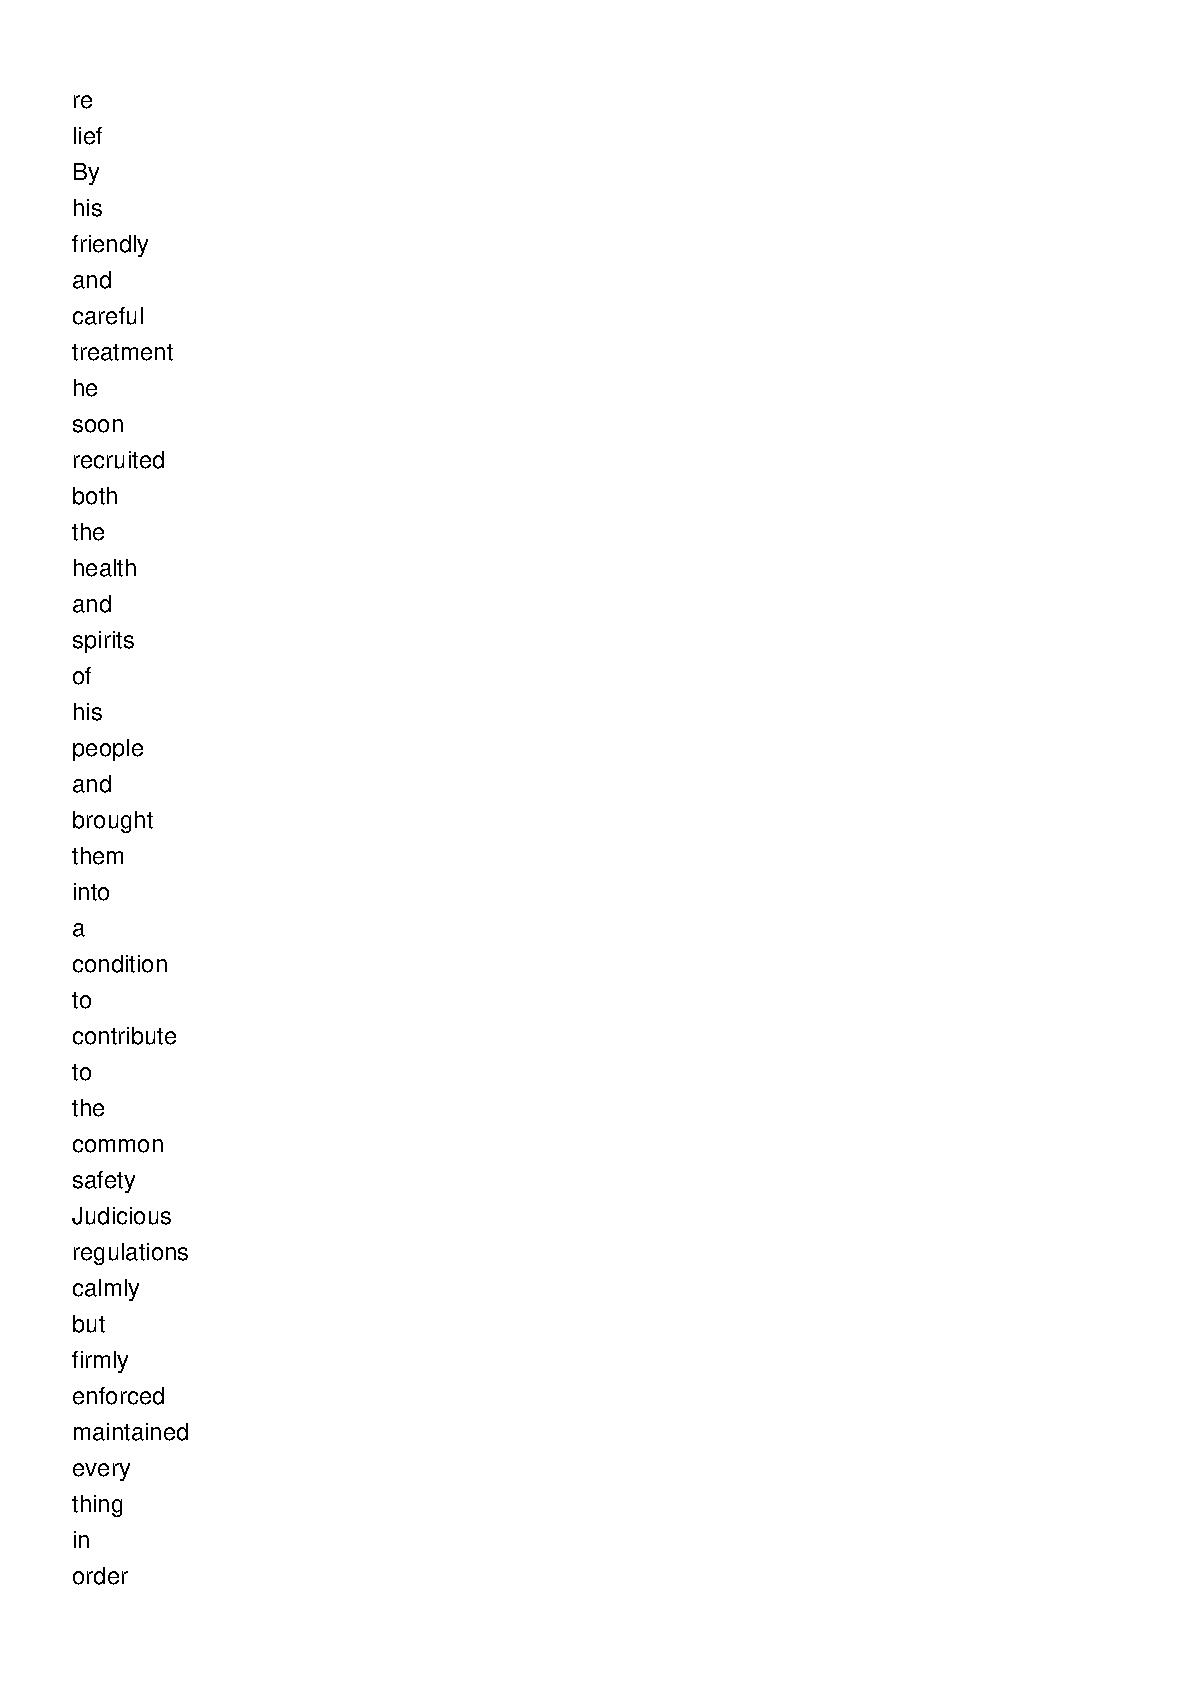 re
lief
By
his
friendly
and
careful
treatment
he
soon
recruited
both
the
health
and
spirits
of
his
people
and
brought
them
into
a
condition
to
contribute
to
the
common
safety
Judicious
regulations
calmly
but
firmly
enforced
maintained
every
thing
in
order